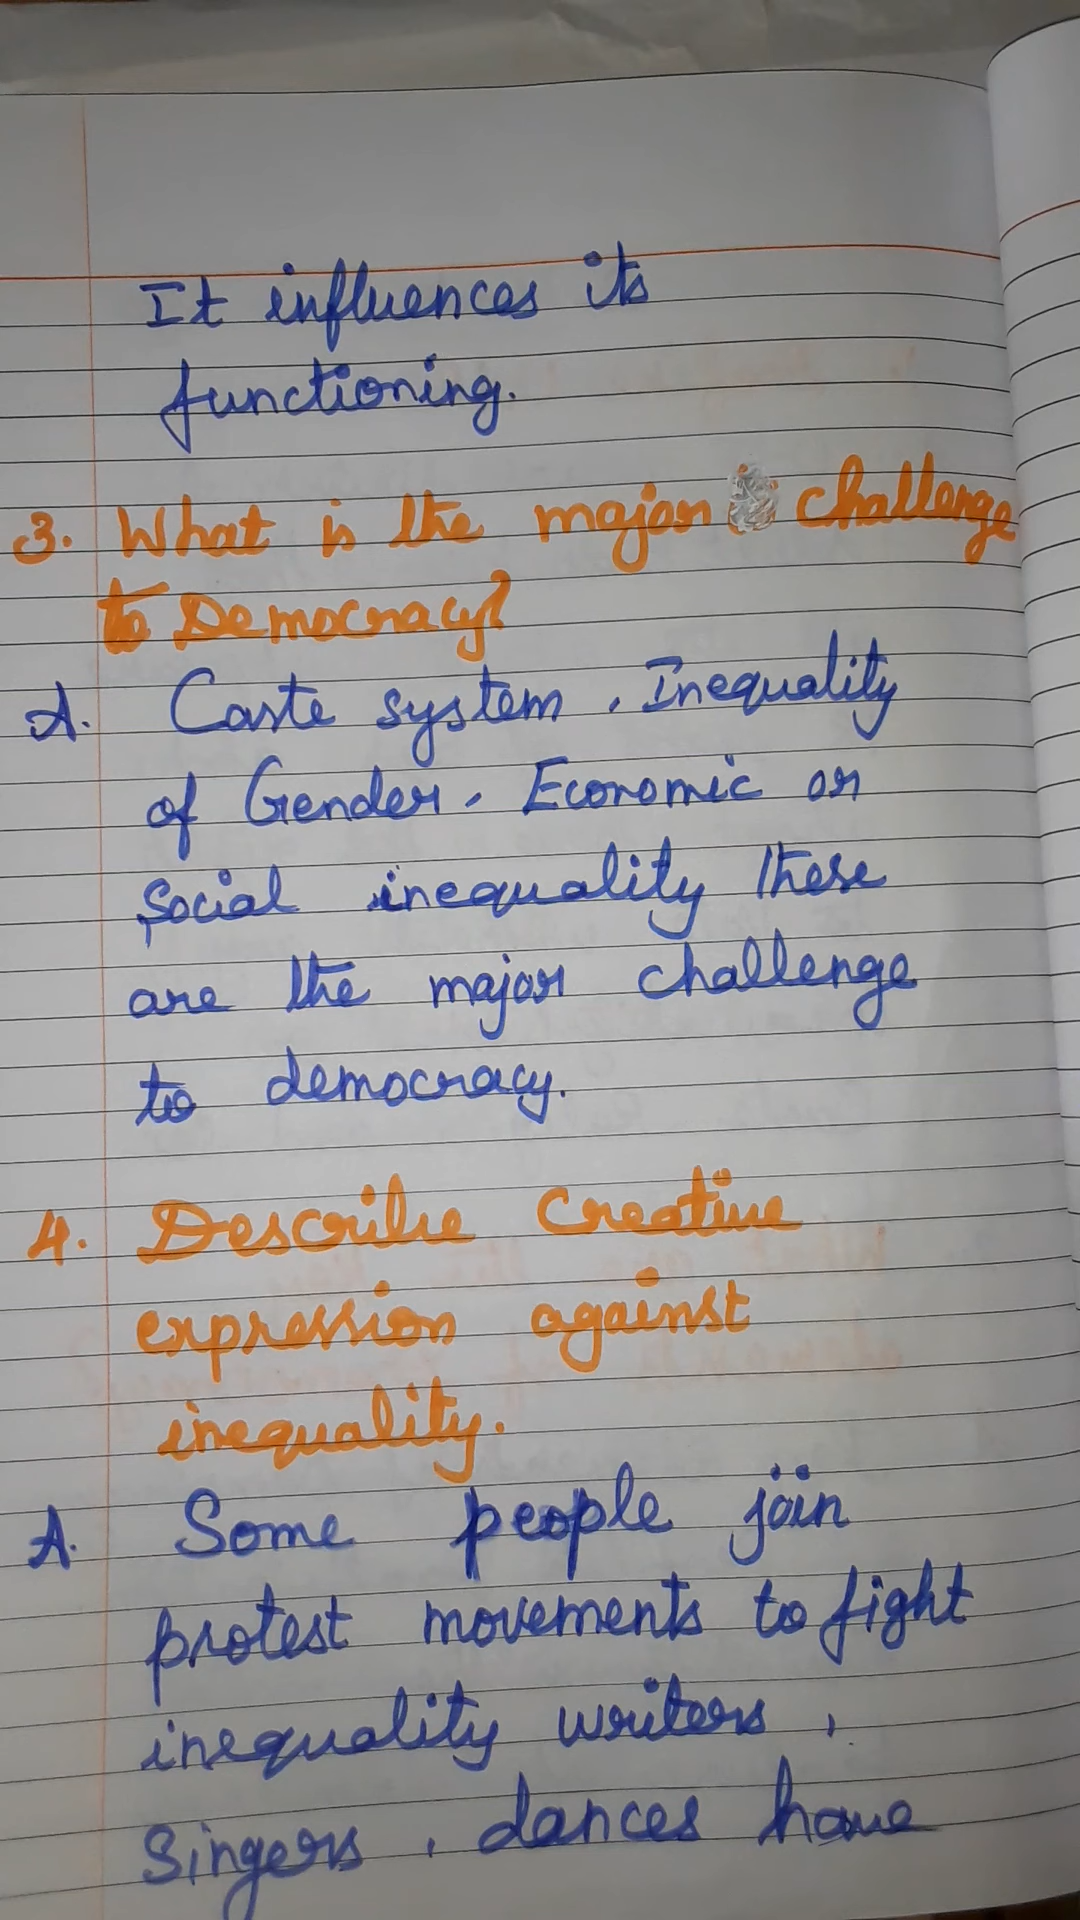 It influences its
functioning.
3. What is the major challenge
to Democracy?
A. Caste system, Inequality
of Gender, Economic or
Social inequality these
are the major challenge
to democracy.
4. Describe Creative
expression against
inequality.
A. Some people join
protest movements to fight
inequality writers,
Singers, dances have